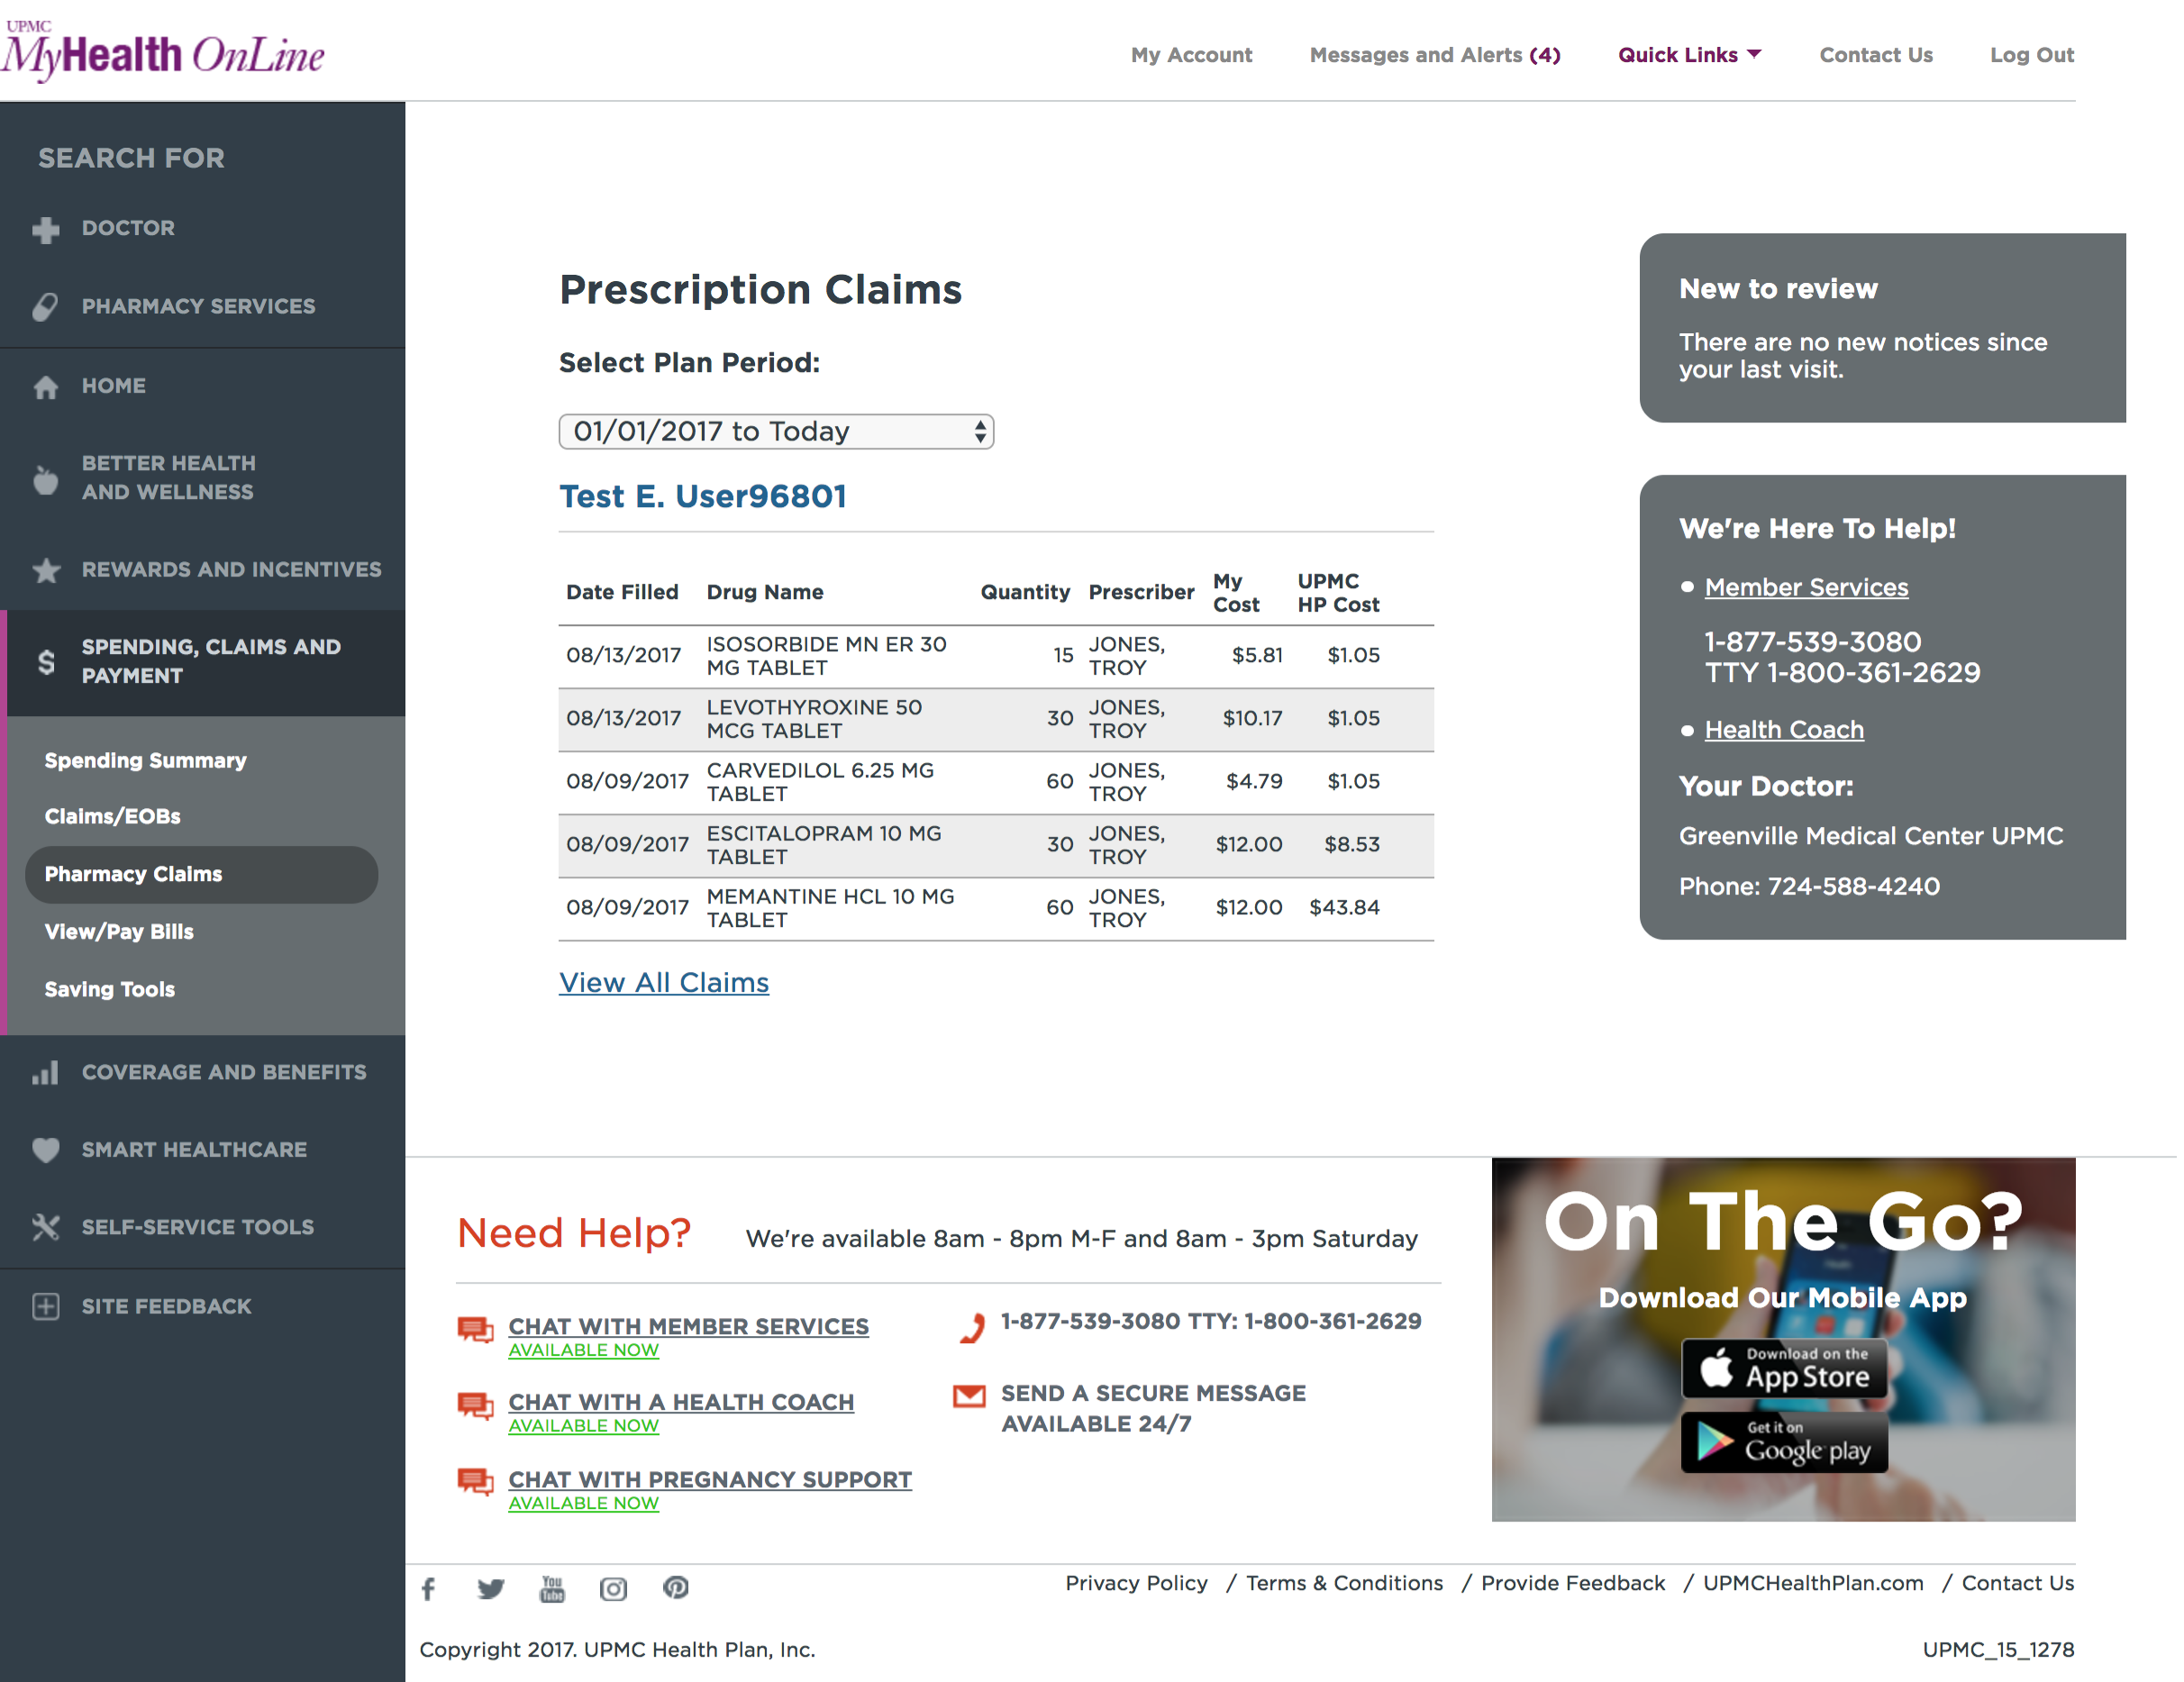 UPMC
MyHealth OnLine
My Account
Messages and Alerts (4)
Quick Links
Contact Us
Log Out
SEARCH FOR
DOCTOR
PHARMACY SERVICES
HOME
BETTER HEALTH
AND WELLNESS
REWARDS AND INCENTIVES
$ SPENDING, CLAIMS AND
PAYMENT
Spending Summary
Claims/EOBs
Pharmacy Claims
View/Pay Bills
Saving Tools
COVERAGE AND BENEFITS
SMART HEALTHCARE
SELF-SERVICE TOOLS
SITE FEEDBACK
Prescription Claims
Select Plan Period:
01/01/2017 to Today
Test E. User96801
Date Filled Drug Name Quantity Prescriber My Cost UPMC HP Cost
08/13/2017 ISOSORBIDE MN ER 30 MG TABLET 15 JONES, TROY $5.81 $1.05
08/13/2017 LEVOTHYROXINE 50 MCG TABLET 30 JONES, TROY $10.17 $1.05
08/09/2017 CARVEDILOL 6.25 MG TABLET 60 JONES, TROY $4.79 $1.05
08/09/2017 ESCITALOPRAM 10 MG TABLET 30 JONES, TROY $12.00 $8.53
08/09/2017 MEMANTINE HCL 10 MG TABLET 60 JONES, TROY $12.00 $43.84
View All Claims
New to review
There are no new notices since
your last visit.
We're Here To Help!
Member Services
1-877-539-3080
TTY 1-800-361-2629
Health Coach
Your Doctor:
Greenville Medical Center UPMC
Phone: 724-588-4240
Need Help?
We're available 8am - 8pm M-F and 8am - 3pm Saturday
CHAT WITH MEMBER SERVICES
AVAILABLE NOW
CHAT WITH A HEALTH COACH
AVAILABLE NOW
CHAT WITH PREGNANCY SUPPORT
AVAILABLE NOW
1-877-539-3080 TTY: 1-800-361-2629
SEND A SECURE MESSAGE
AVAILABLE 24/7
On The Go?
Download Our Mobile App
Download on the
App Store
Get it on
Google play
You
Tube
Privacy Policy / Terms & Conditions / Provide Feedback / UPMCHealthPlan.com / Contact Us
Copyright 2017. UPMC Health Plan, Inc.
UPMC_15_1278